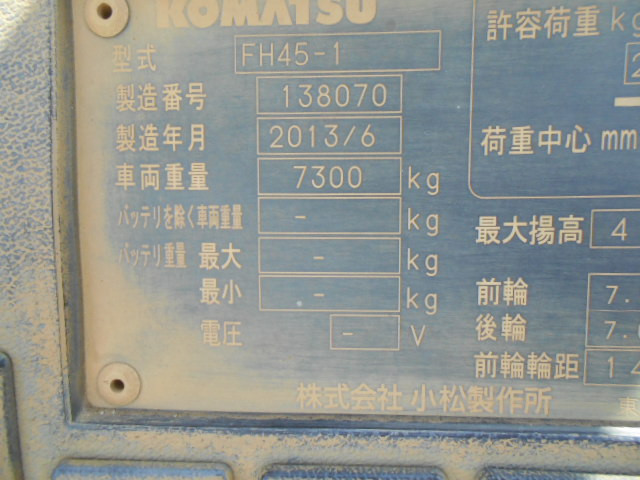 KOMATSU
型式 FH45-1
製造番号 138070
製造年月 2013/6
車両重量 7300 kg
バッテリを除く車両重量 - kg
バッテリ重量 最大 - kg
最小 - kg
電圧 - V
許容荷重 kg
2
荷重中心 mm
最大揚高 4
前輪 7.
後輪 7.
前輪輪距 14
株式会社 小松製作所